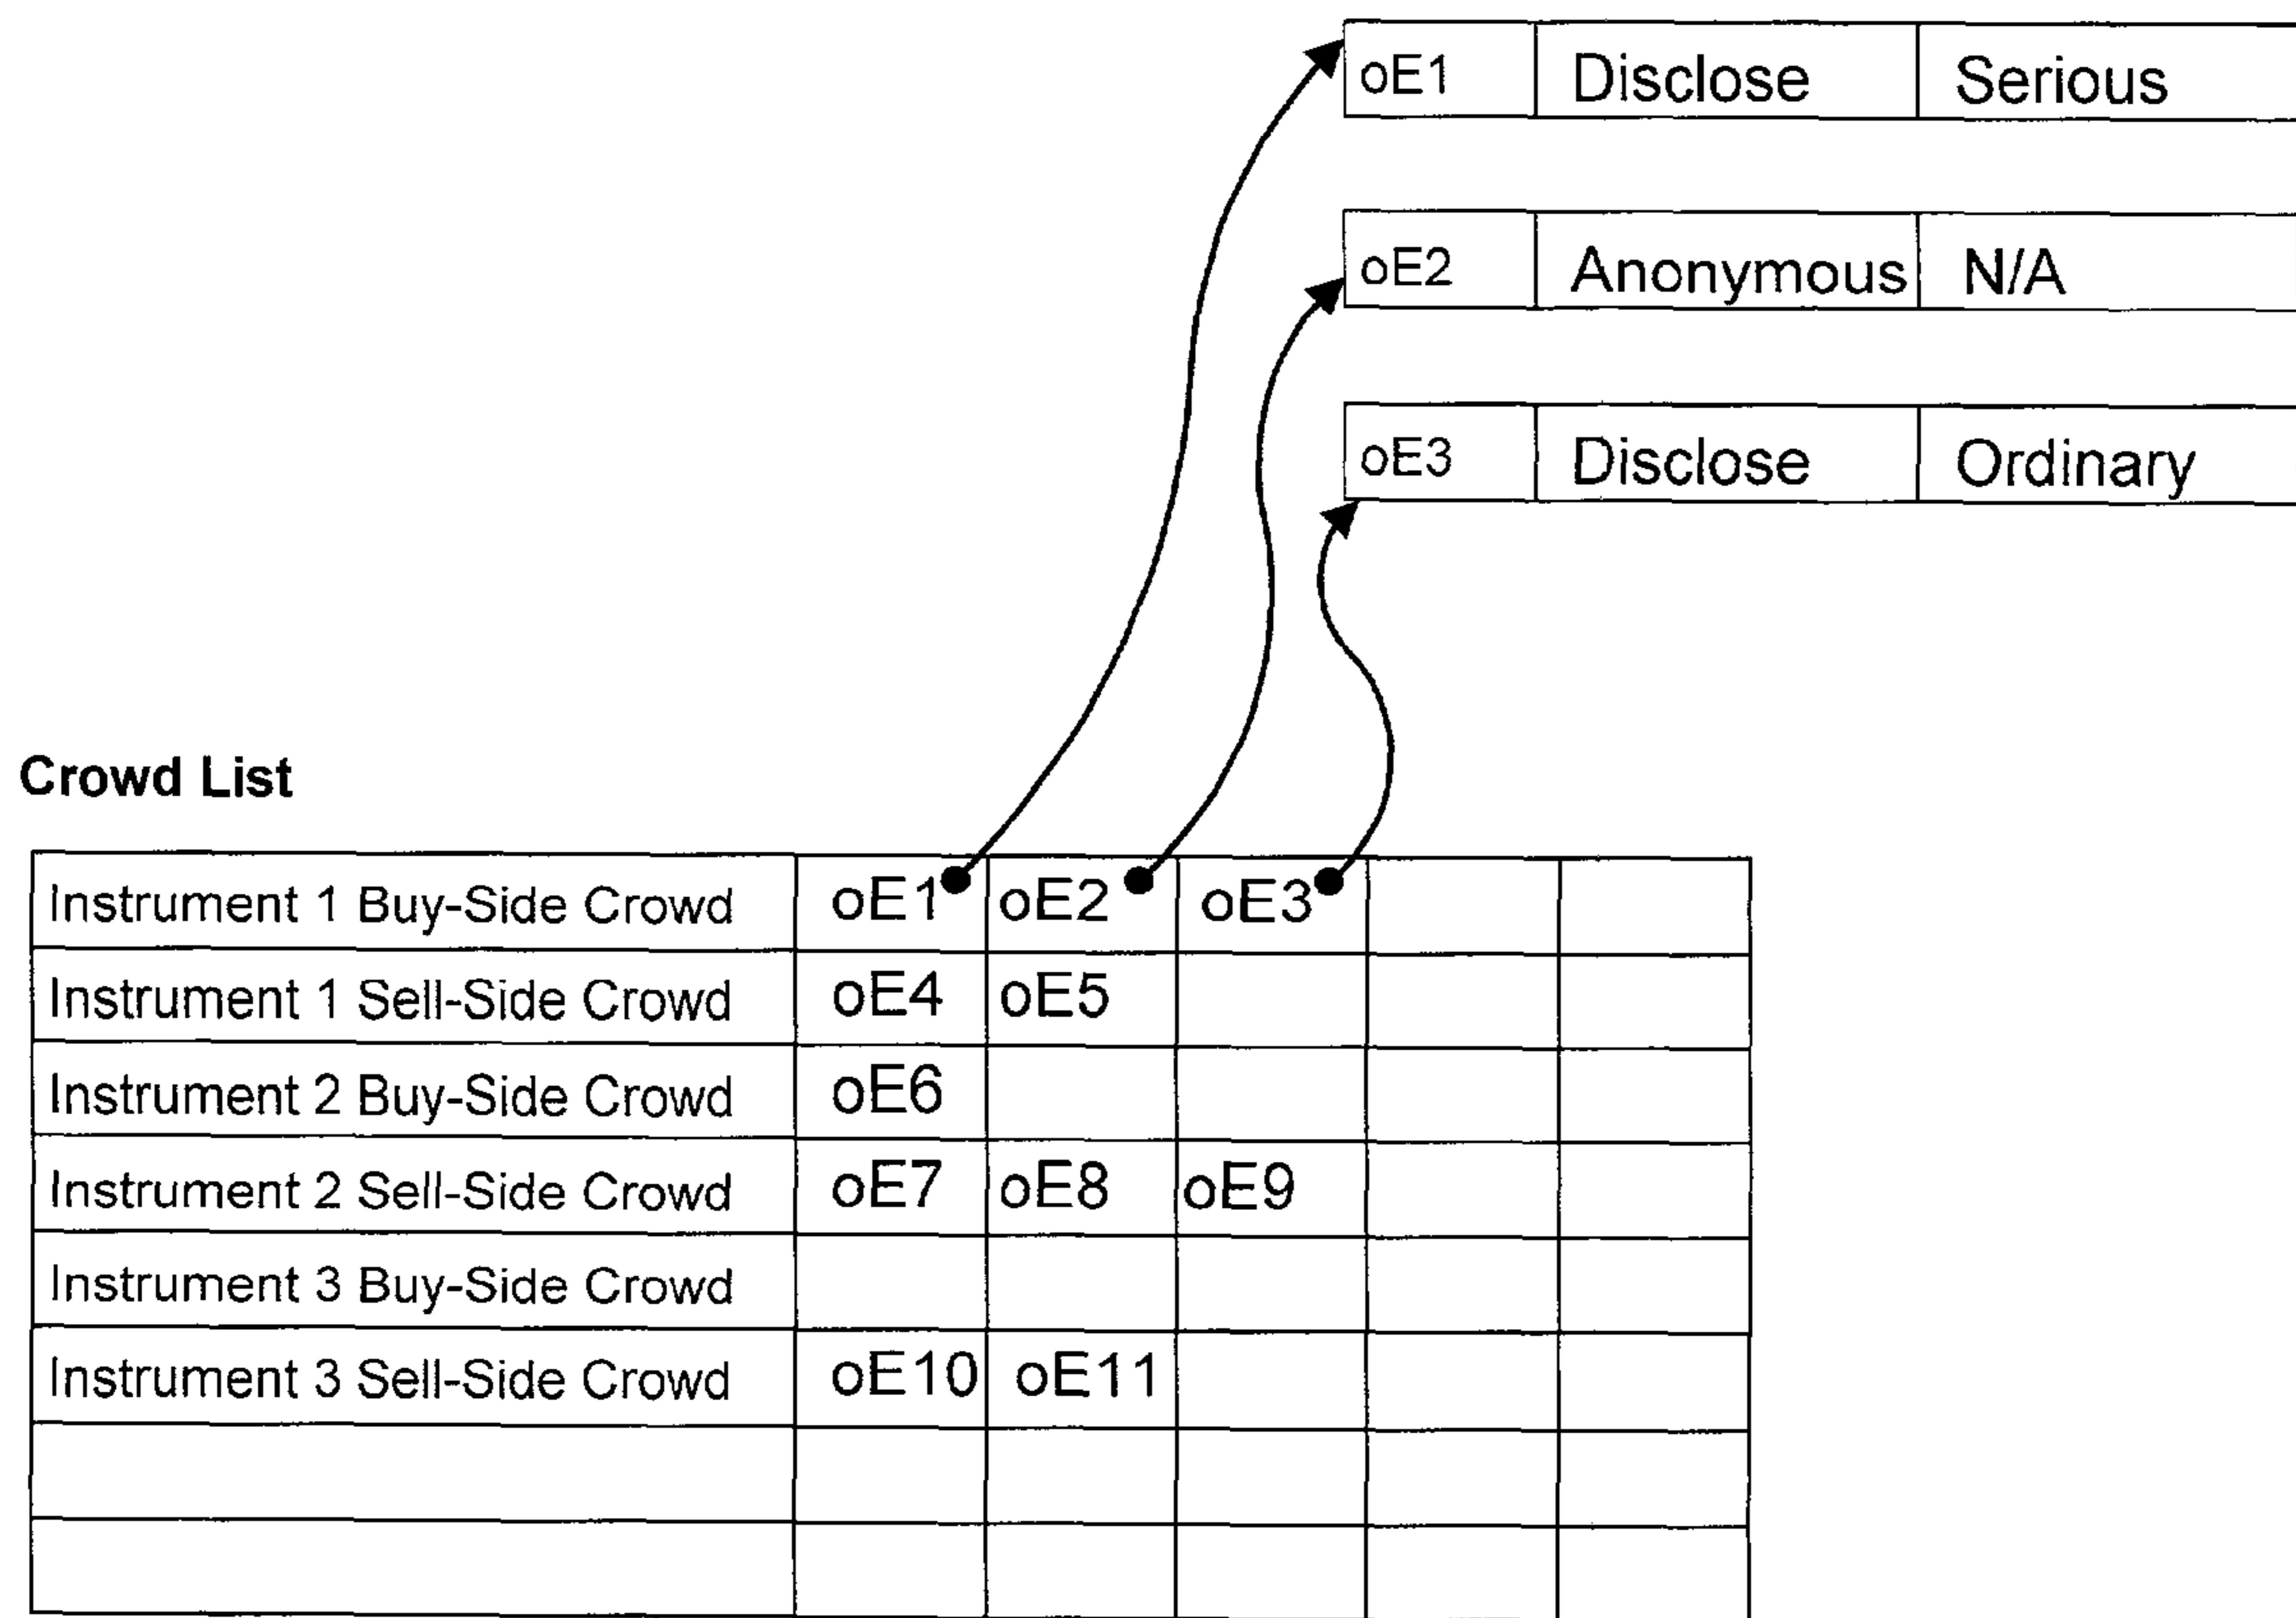 oE1 Disclose Serious
oE2 Anonymous N/A
oE3 Disclose Ordinary
Crowd List
Instrument 1 Buy-Side Crowd oE1 oE2 oE3
Instrument 1 Sell-Side Crowd oE4 oE5
Instrument 2 Buy-Side Crowd oE6
Instrument 2 Sell-Side Crowd oE7 oE8 oE9
Instrument 3 Buy-Side Crowd
Instrument 3 Sell-Side Crowd oE10 oE11